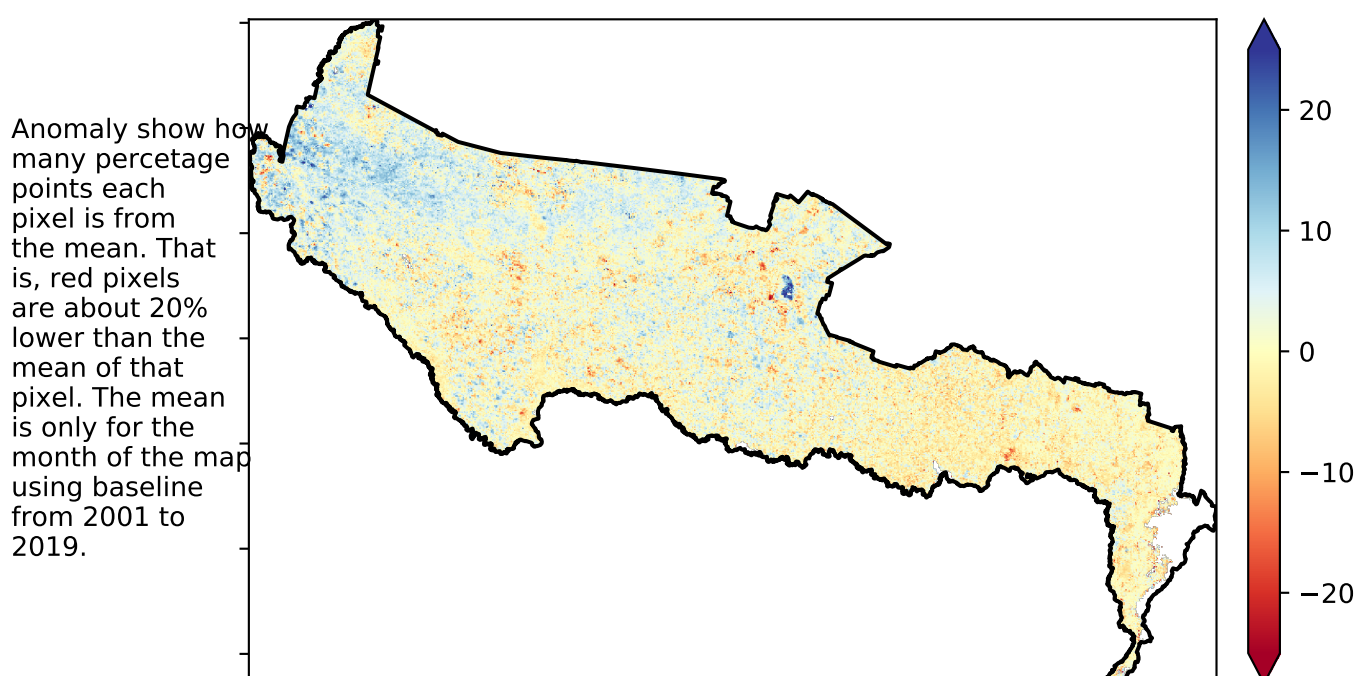 Anomaly show how
many percetage
points each
pixel is from
the mean. That
is, red pixels
are about 20%
lower than the
mean of that
pixel. The mean
is only for the
month of the map
using baseline
from 2001 to
2019.
20
10
0
−10
−20